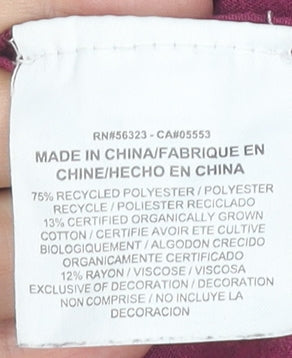 RN#56323 - CA#05553
MADE IN CHINA/FABRIQUE EN
CHINE/HECHO EN CHINA
75% RECYCLED POLYESTER / POLYESTER
RECYCLE / POLIESTER RECICLADO
13% CERTIFIED ORGANICALLY GROWN
COTTON / CERTIFIE AVOIR ETE CULTIVE
BIOLOGIQUEMENT / ALGODON CRECIDO
ORGANICAMENTE CERTIFICADO
12% RAYON / VISCOSE / VISCOSA
EXCLUSIVE OF DECORATION / DECORATION
NON COMPRISE / NO INCLUYE LA
DECORACION